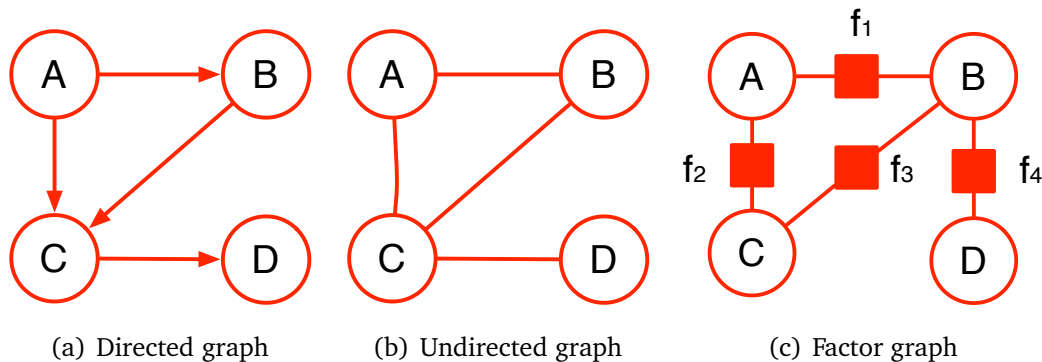 A B
C D
(a) Directed graph
A B
C D
(b) Undirected graph
f1
A B
f2 f3 f4
C D
(c) Factor graph